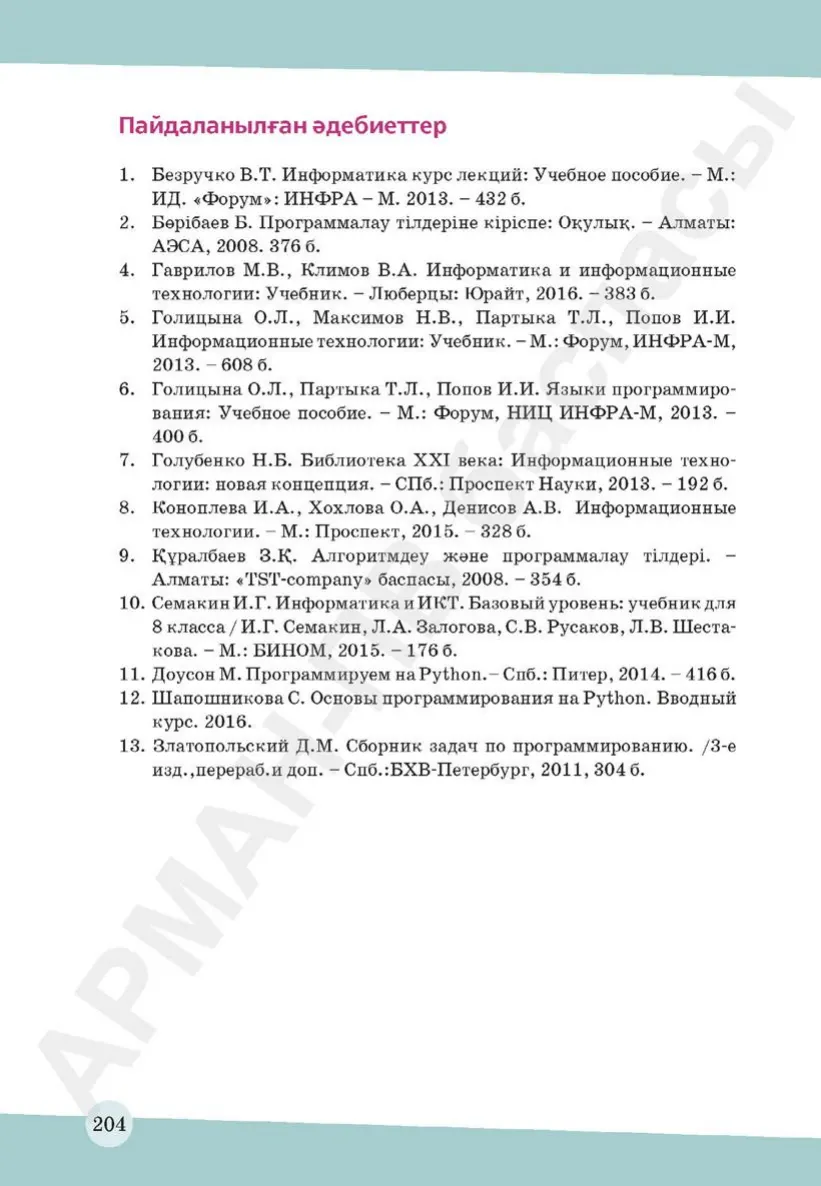 Пайдаланылған әдебиеттер
1. Безручко В.Т. Информатика курс лекций: Учебное пособие. – М.:
ИД. «Форум»: ИНФРА – М. 2013. – 432 б.
2. Бөрібаев Б. Программалау тілдеріне кіріспе: Оқулық. – Алматы:
АЭСА, 2008. 376 б.
4. Гаврилов М.В., Климов В.А. Информатика и информационные
технологии: Учебник. – Люберцы: Юрайт, 2016. – 383 б.
5. Голицына О.Л., Максимов Н.В., Партыка Т.Л., Попов И.И.
Информационные технологии: Учебник. – М.: Форум, ИНФРА-М,
2013. – 608 б.
6. Голицына О.Л., Партыка Т.Л., Попов И.И. Языки программиро-
вания: Учебное пособие. – М.: Форум, НИЦ ИНФРА-М, 2013. –
400 б.
7. Голубенко Н.Б. Библиотека XXI века: Информационные техно-
логии: новая концепция. – СПб.: Проспект Науки, 2013. – 192 б.
8. Коноплева И.А., Хохлова О.А., Денисов А.В. Информационные
технологии. – М.: Проспект, 2015. – 328 б.
9. Құралбаев З.Қ. Алгоритмдеу және программалау тілдері. –
Алматы: «TST-company» баспасы, 2008. – 354 б.
10. Семакин И.Г. Информатика и ИКТ. Базовый уровень: учебник для
8 класса / И.Г. Семакин, Л.А. Залогова, С.В. Русаков, Л.В. Шеста-
кова. – М.: БИНОМ, 2015. – 176 б.
11. Доусон М. Программируем на Python.– Спб.: Питер, 2014. – 416 б.
12. Шапошникова С. Основы программирования на Python. Вводный
курс. 2016.
13. Златопольский Д.М. Сборник задач по программированию. /3-е
изд.,перераб.и доп. – Спб.:БХВ-Петербург, 2011, 304 б.
АРМАН-ПВ баспасы
204